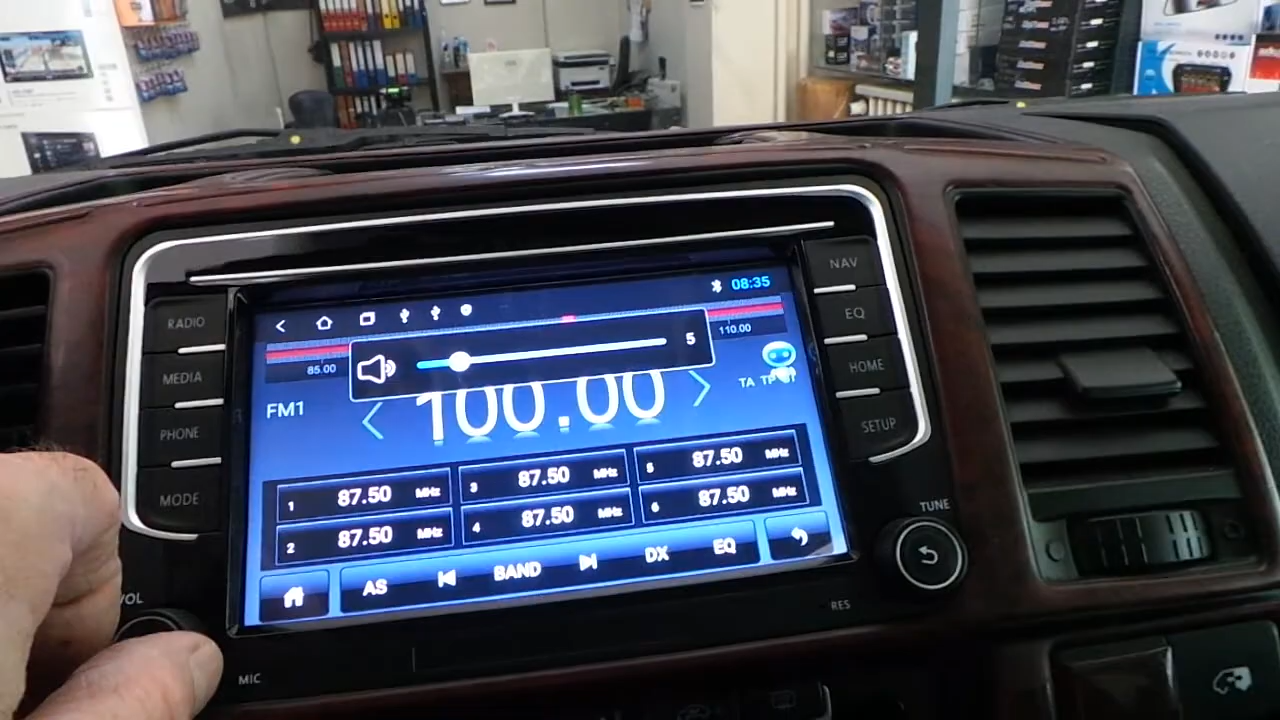 08:35
85.00
110.00
5
FM1
100.00
TA TP ST
1 87.50 MHz
3 87.50 MHz
5 87.50 MHz
2 87.50 MHz
4 87.50 MHz
6 87.50 MHz
AS
BAND
DX
EQ
RADIO
MEDIA
PHONE
MODE
VOL
MIC
NAV
EQ
HOME
SETUP
TUNE
RES